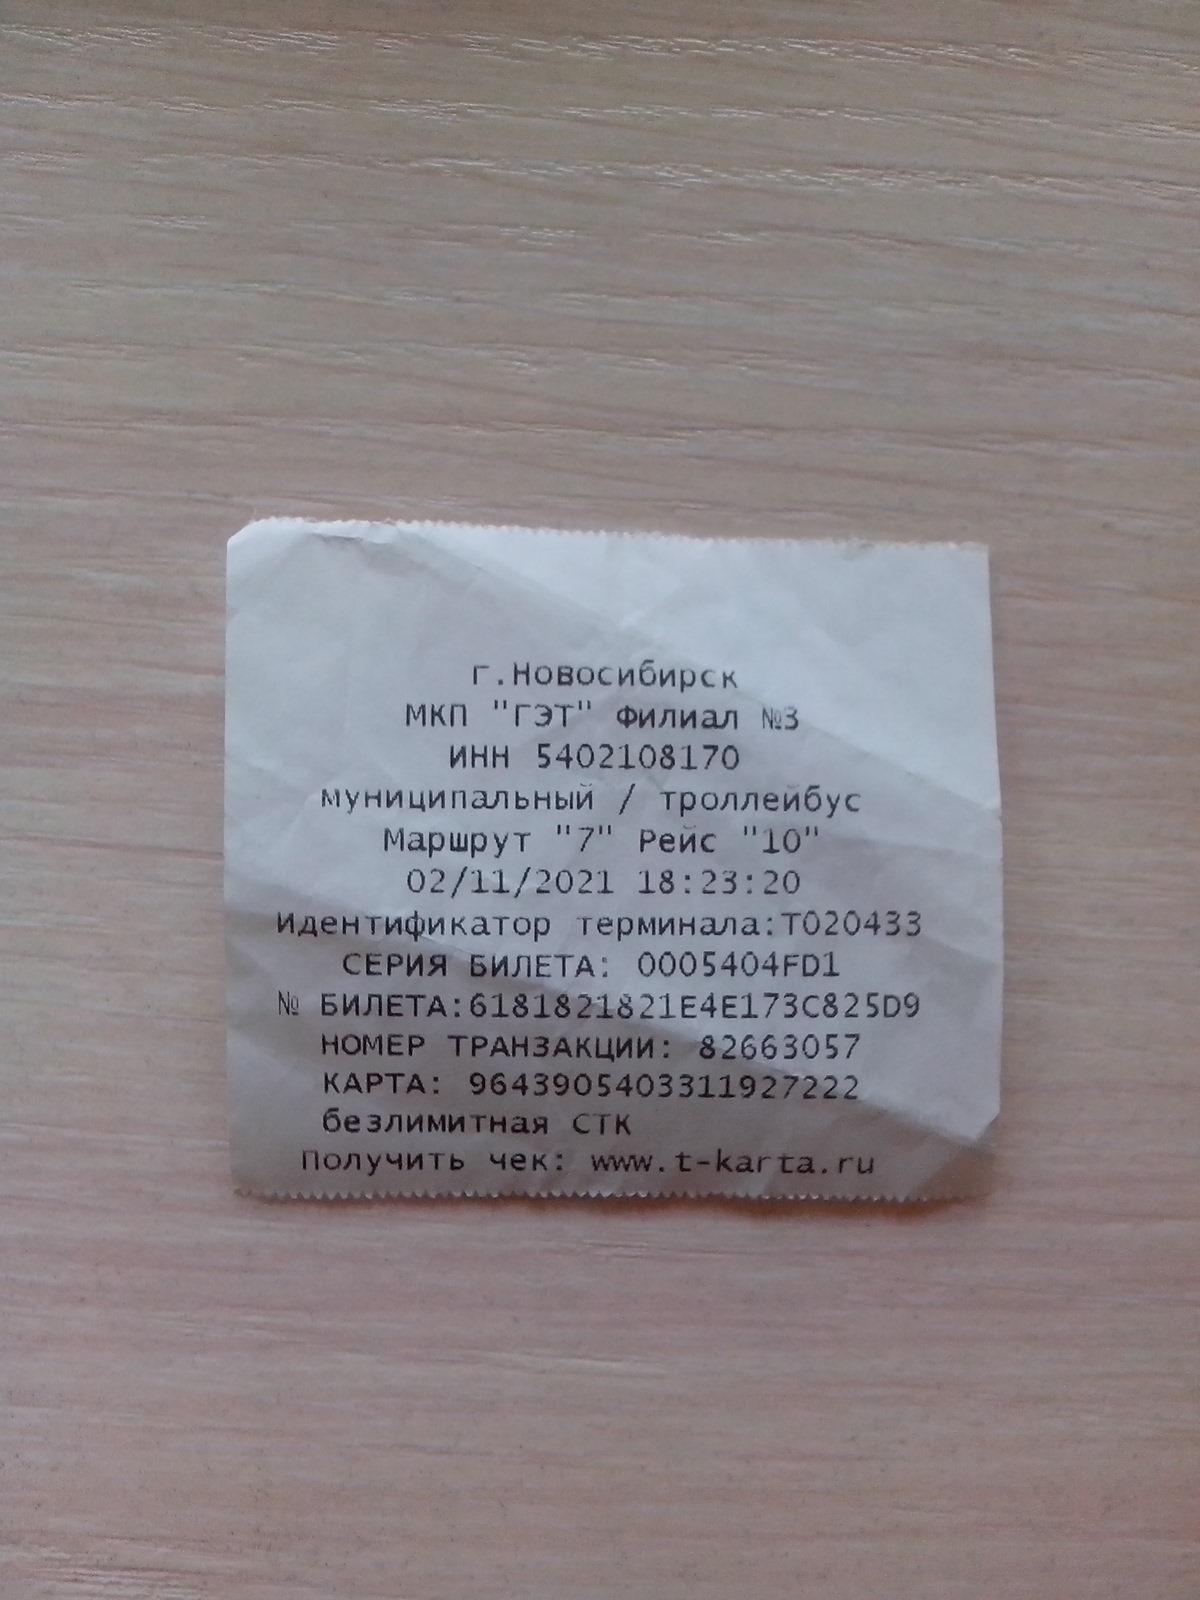 г.Новосибирск
МКП "ГЭТ" Филиал №3
ИНН 5402108170
муниципальный / троллейбус
Маршрут "7" Рейс "10"
02/11/2021 18:23:20
Идентификатор терминала:Т020433
СЕРИЯ БИЛЕТА: 0005404FD1
№ БИЛЕТА:6181821821E4E173C825D9
НОМЕР ТРАНЗАКЦИИ: 82663057
КАРТА: 9643905403311927222
безлимитная СТК
Получить чек: www.t-karta.ru